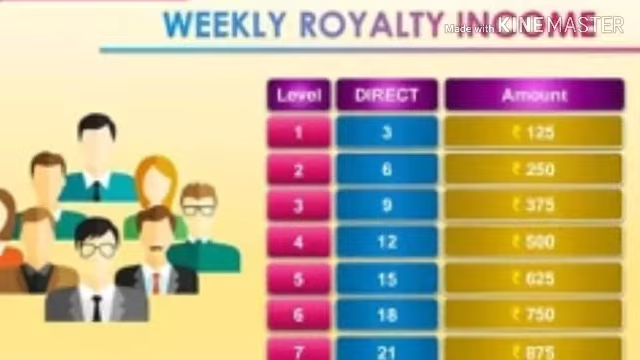 WEEKLY ROYALTY INCOME
Made with KINEMASTER
Level DIRECT Amount
1 3 ₹ 125
2 6 ₹ 250
3 9 ₹ 375
4 12 ₹ 500
5 15 ₹ 625
6 18 ₹ 750
7 21 ₹ 875